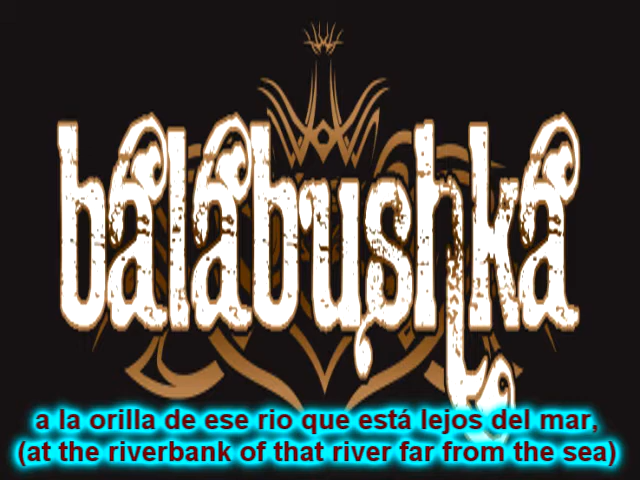 balabushka
a la orilla de ese rio que está lejos del mar,
(at the riverbank of that river far from the sea)